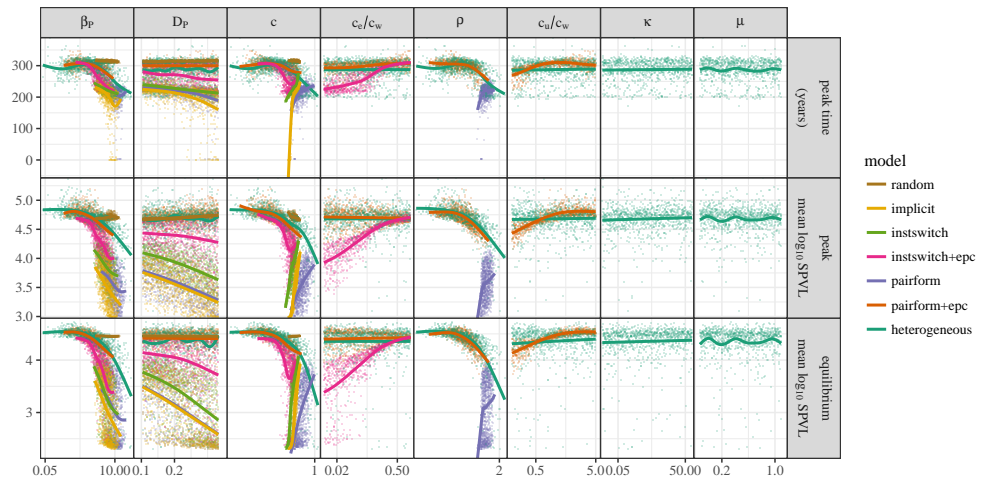 β_P D_P c c_e/c_w ρ c_u/c_w κ μ
300
200
100
0
peak time
(years)
5.0
4.5
4.0
3.5
3.0
peak
mean log₁₀ SPVL
4
3
equilibrium
mean log₁₀ SPVL
0.05 10.00 0.1 0.2 1 0.02 0.50 2 0.5 5.0 0.05 50.00 0.2 1.0
model
random
implicit
instswitch
instswitch+epc
pairform
pairform+epc
heterogeneous